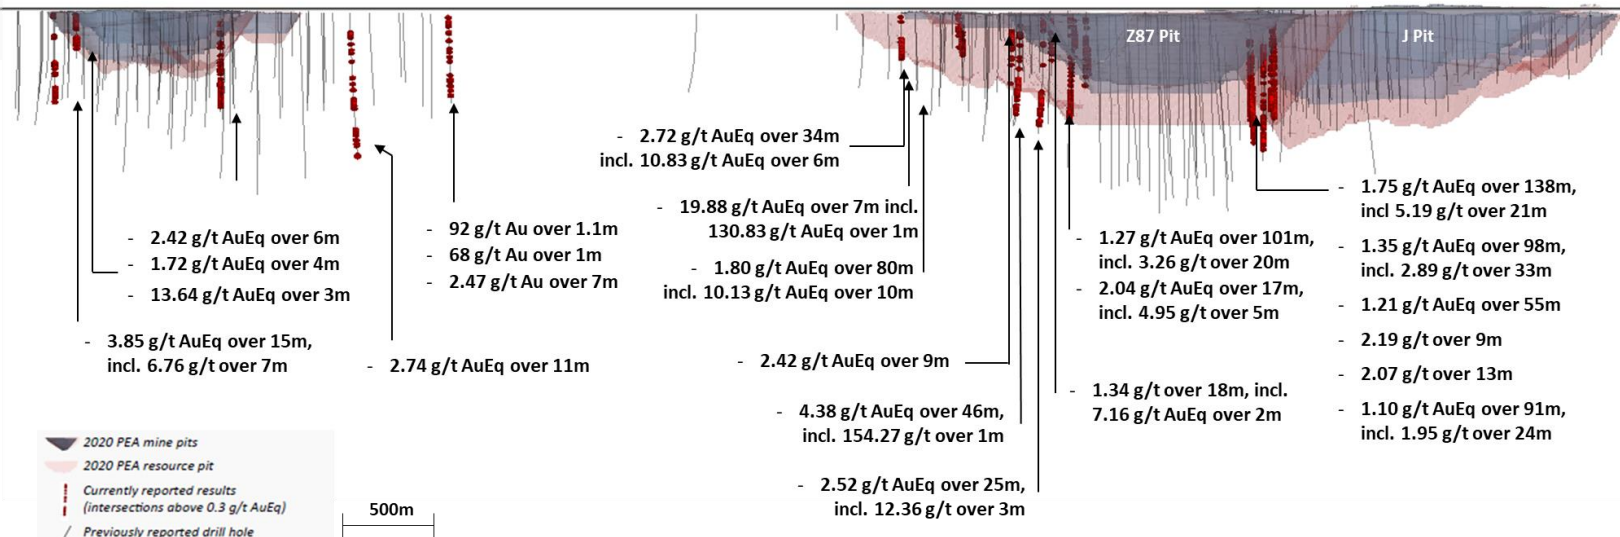 Z87 Pit
J Pit
- 2.42 g/t AuEq over 6m
- 1.72 g/t AuEq over 4m
- 13.64 g/t AuEq over 3m
- 3.85 g/t AuEq over 15m,
incl. 6.76 g/t over 7m
- 92 g/t Au over 1.1m
- 68 g/t Au over 1m
- 2.47 g/t Au over 7m
- 2.74 g/t AuEq over 11m
- 2.72 g/t AuEq over 34m
incl. 10.83 g/t AuEq over 6m
- 19.88 g/t AuEq over 7m incl.
130.83 g/t AuEq over 1m
- 1.80 g/t AuEq over 80m
incl. 10.13 g/t AuEq over 10m
- 2.42 g/t AuEq over 9m
- 4.38 g/t AuEq over 46m,
incl. 154.27 g/t over 1m
- 2.52 g/t AuEq over 25m,
incl. 12.36 g/t over 3m
- 1.27 g/t AuEq over 101m,
incl. 3.26 g/t over 20m
- 2.04 g/t AuEq over 17m,
incl. 4.95 g/t over 5m
- 1.34 g/t over 18m, incl.
7.16 g/t AuEq over 2m
- 1.75 g/t AuEq over 138m,
incl 5.19 g/t over 21m
- 1.35 g/t AuEq over 98m,
incl. 2.89 g/t over 33m
- 1.21 g/t AuEq over 55m
- 2.19 g/t over 9m
- 2.07 g/t over 13m
- 1.10 g/t AuEq over 91m,
incl. 1.95 g/t over 24m
2020 PEA mine pits
2020 PEA resource pit
Currently reported results
(intersections above 0.3 g/t AuEq)
Previously reported drill hole
500m